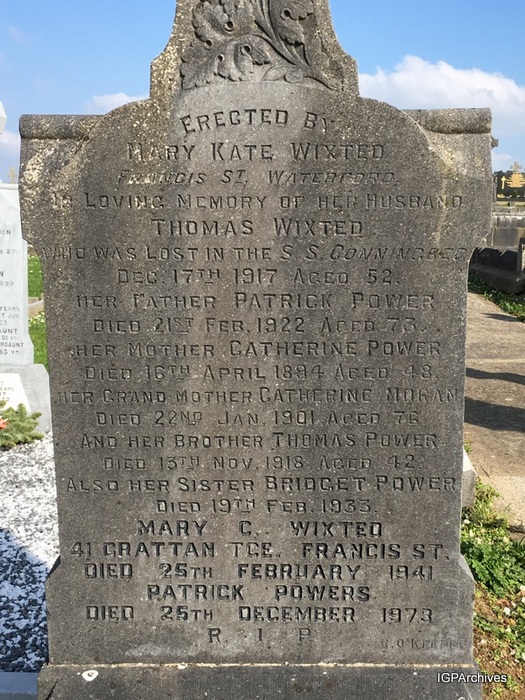 ERECTED BY
MARY KATE WIXTED
FRANCIS ST, WATERFORD.
IN LOVING MEMORY OF HER HUSBAND
THOMAS WIXTED
WHO WAS LOST IN THE S.S. CONNINGBEG
DEC. 17TH 1917 AGED 52.
HER FATHER PATRICK POWER
DIED 21ST FEB. 1922 AGED 73.
HER MOTHER CATHERINE POWER
DIED 16TH APRIL 1894 AGED 48
HER GRAND MOTHER CATHERINE MORAN
DIED 22ND JAN. 1901 AGED 76
AND HER BROTHER THOMAS POWER
DIED 13TH NOV. 1918 AGED 42
ALSO HER SISTER BRIDGET POWER
DIED 19TH FEB. 1933.
MARY C. WIXTED
41 GRATTAN TCE. FRANCIS ST.
DIED 25TH FEBRUARY 1941
PATRICK POWERS
DIED 25TH DECEMBER 1973
R. I. P.
IGPArchives